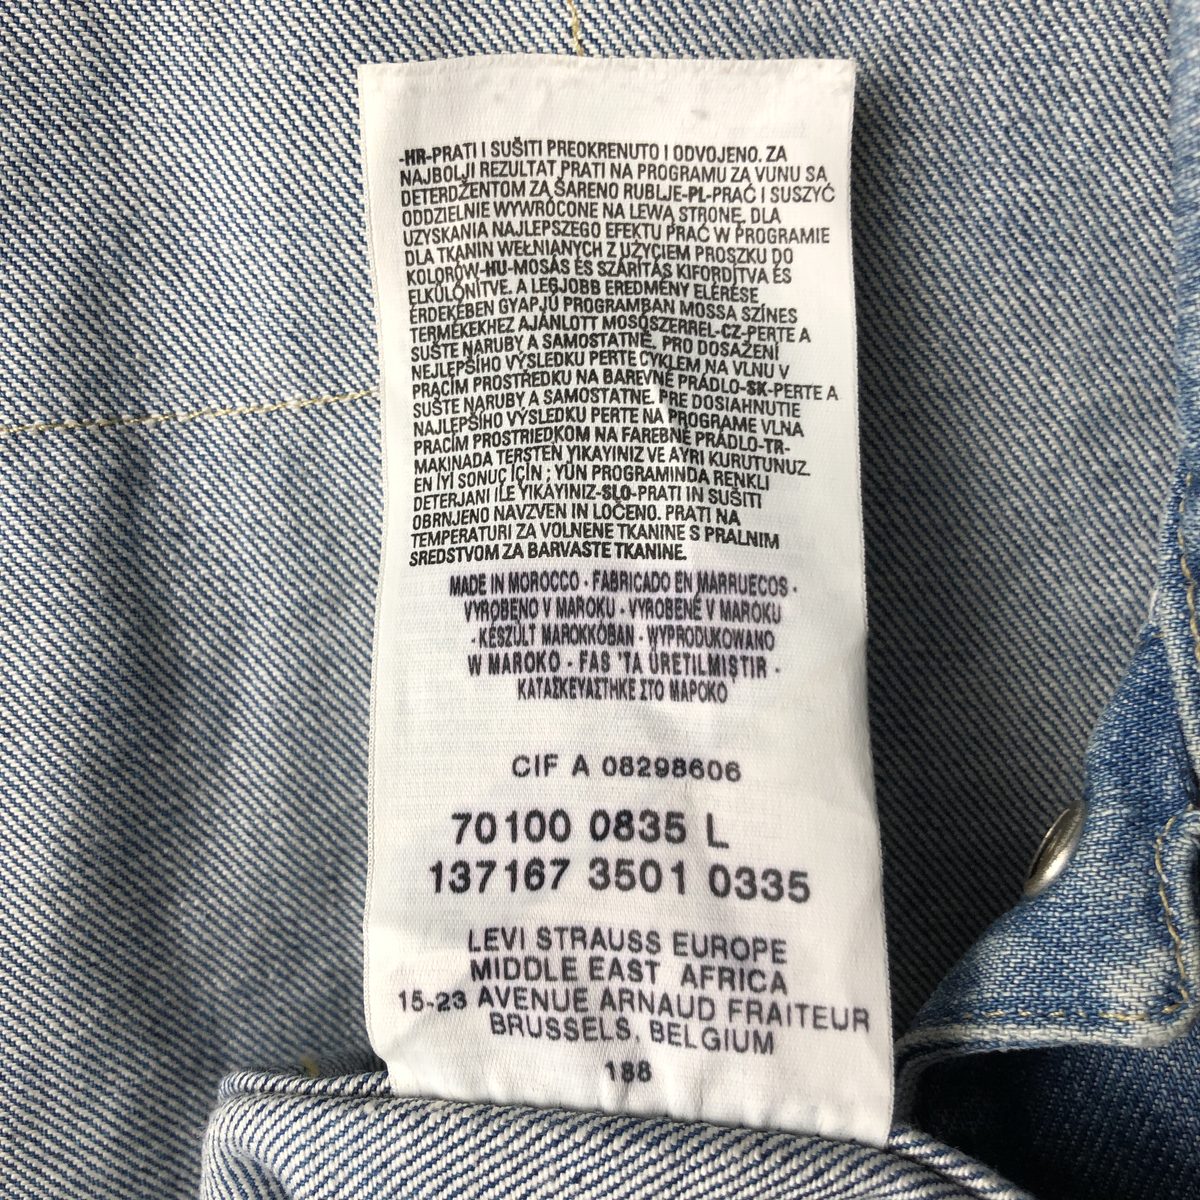 -HR-PRATI I SUŠITI PREOKRENUTO I ODVOJENO. ZA
NAJBOLJI REZULTAT PRATI NA PROGRAMU ZA VUNU SA
DETERDŽENTOM ZA ŠARENO RUBLJE-PL-PRAĆ I SUSZYĆ
ODDZIELNIE WYWRÓCONE NA LEWĄ STRONĘ. DLA
UZYSKANIA NAJLEPSZEGO EFEKTU PRAĆ W PROGRAMIE
DLA TKANIN WEŁNIANYCH Z UŻYCIEM PROSZKU DO
KOLORÓW-HU-MOSÁS ÉS SZÁRÍTÁS KIFORDÍTVA ÉS
ELKÜLÖNÍTVE. A LEGJOBB EREDMÉNY ELÉRÉSE
ÉRDEKÉBEN GYAPJÚ PROGRAMBAN MOSSA SZÍNES
TERMÉKEKHEZ AJÁNLOTT MOSÓSZERREL-CZ-PERTE A
SUŠTE NARUBY A SAMOSTATNĚ. PRO DOSAŽENÍ
NEJLEPŠÍHO VÝSLEDKU PERTE CYKLEM NA VLNU V
PRACÍM PROSTŘEDKU NA BAREVNÉ PRÁDLO-SK-PERTE A
SUŠTE NARUBY A SAMOSTATNE. PRE DOSIAHNUTIE
NAJLEPŠIHO VÝSLEDKU PERTE NA PROGRAME VLNA
PRACÍM PROSTRIEDKOM NA FAREBNÉ PRÁDLO-TR-
MAKINADA TERSTEN YIKAYINIZ VE AYRI KURUTUNUZ.
EN İYİ SONUÇ İÇİN ; YÜN PROGRAMINDA RENKLI
DETERJANI ILE YIKAYINIZ-SLO-PRATI IN SUŠITI
OBRNJENO NAVZVEN IN LOČENO. PRATI NA
TEMPERATURI ZA VOLNENE TKANINE S PRALNIM
SREDSTVOM ZA BARVASTE TKANINE.
MADE IN MOROCCO · FABRICADO EN MARRUECOS ·
VYROBENO V MAROKU · VYROBENÉ V MAROKU
· KÉSZÜLT MAROKKÓBAN · WYPRODUKOWANO
W MAROKO · FAS 'TA ÜRETILMIŞTIR ·
ΚΑΤΑΣΚΕΥΑΣΤΗΚΕ ΣΤΟ ΜΑΡΟΚΟ
CIF A 08298606
70100 0835 L
137167 3501 0335
LEVI STRAUSS EUROPE
MIDDLE EAST AFRICA
15-23 AVENUE ARNAUD FRAITEUR
BRUSSELS, BELGIUM
188